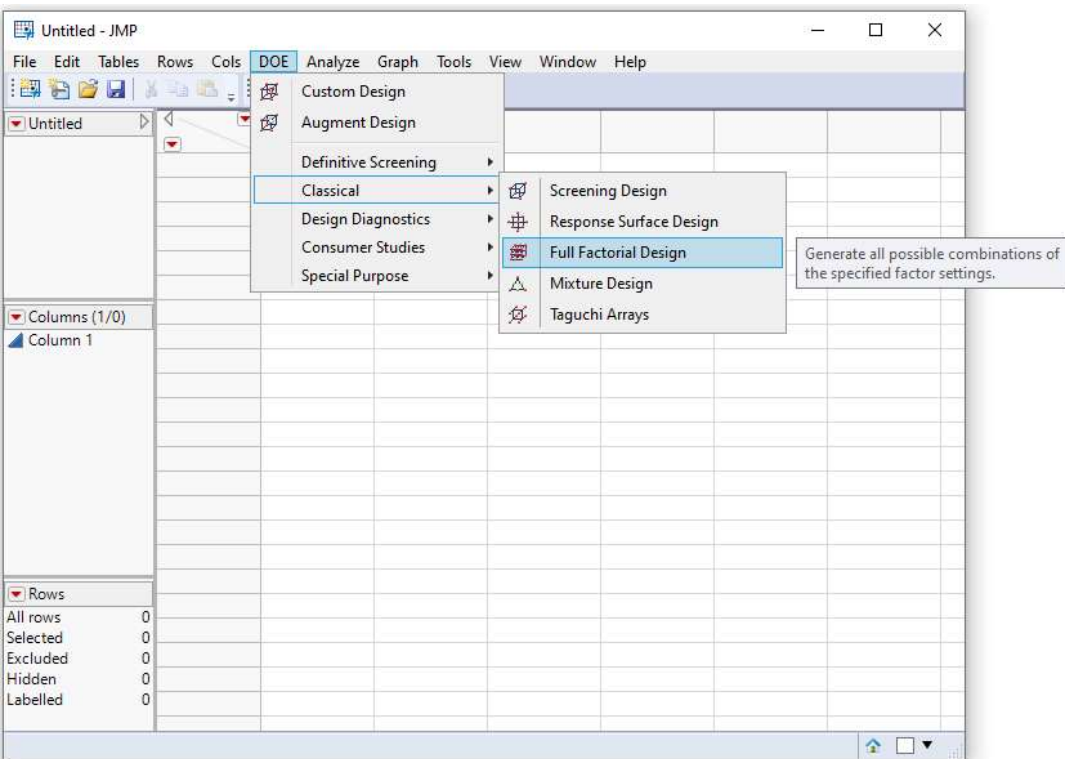 Untitled - JMP
File Edit Tables Rows Cols DOE Analyze Graph Tools View Window Help
Untitled
Custom Design
Augment Design
Definitive Screening
Classical
Design Diagnostics
Consumer Studies
Special Purpose
Screening Design
Response Surface Design
Full Factorial Design
Mixture Design
Taguchi Arrays
Generate all possible combinations of
the specified factor settings.
Columns (1/0)
Column 1
Rows
All rows 0
Selected 0
Excluded 0
Hidden 0
Labelled 0